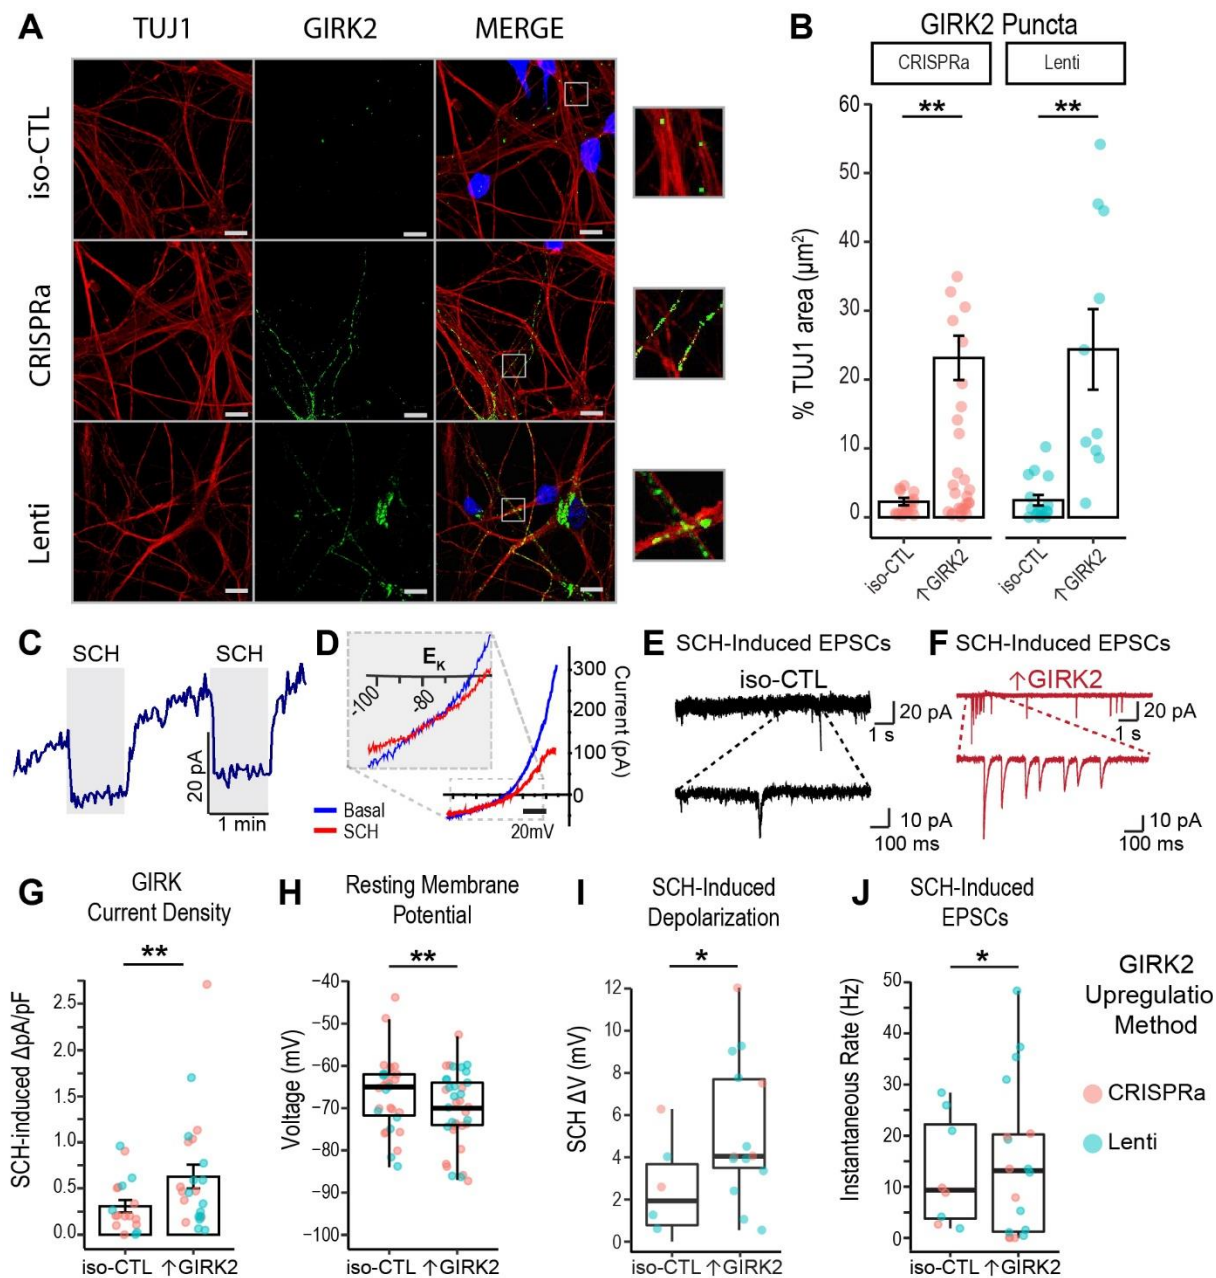 A
TUJ1
GIRK2
MERGE
iso-CTL
CRISPRa
Lenti
B
GIRK2 Puncta
CRISPRa
Lenti
**
**
% TUJ1 area (µm²)
60
50
40
30
20
10
0
iso-CTL
↑GIRK2
iso-CTL
↑GIRK2
C
SCH
SCH
20 pA
1 min
D
E_K
-100
-80
300
200
100
0
Current (pA)
20mV
Basal
SCH
E
SCH-Induced EPSCs
iso-CTL
20 pA
1 s
10 pA
100 ms
F
SCH-Induced EPSCs
↑GIRK2
20 pA
1 s
10 pA
100 ms
G
GIRK
Current Density
**
SCH-induced ΔpA/pF
2.5
2.0
1.5
1.0
0.5
0.0
iso-CTL ↑GIRK2
H
Resting Membrane
Potential
**
Voltage (mV)
−40
−50
−60
−70
−80
−90
−100
iso-CTL ↑GIRK2
I
SCH-Induced
Depolarization
*
SCH ΔV (mV)
12
10
8
6
4
2
0
iso-CTL ↑GIRK2
J
SCH-Induced
EPSCs
*
Instantaneous Rate (Hz)
50
40
30
20
10
0
iso-CTL ↑GIRK2
GIRK2
Upregulatio
Method
CRISPRa
Lenti